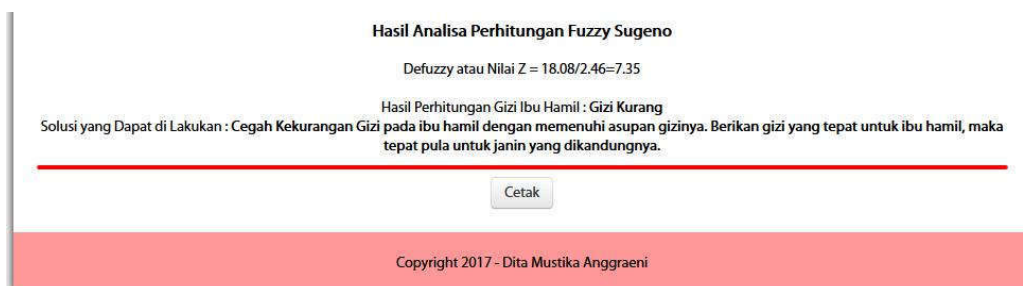 Hasil Analisa Perhitungan Fuzzy Sugeno
Defuzzy atau Nilai Z = 18.08/2.46=7.35
Hasil Perhitungan Gizi Ibu Hamil : Gizi Kurang
Solusi yang Dapat di Lakukan : Cegah Kekurangan Gizi pada ibu hamil dengan memenuhi asupan gizinya. Berikan gizi yang tepat untuk ibu hamil, maka
tepat pula untuk janin yang dikandungnya.
Cetak
Copyright 2017 - Dita Mustika Anggraeni